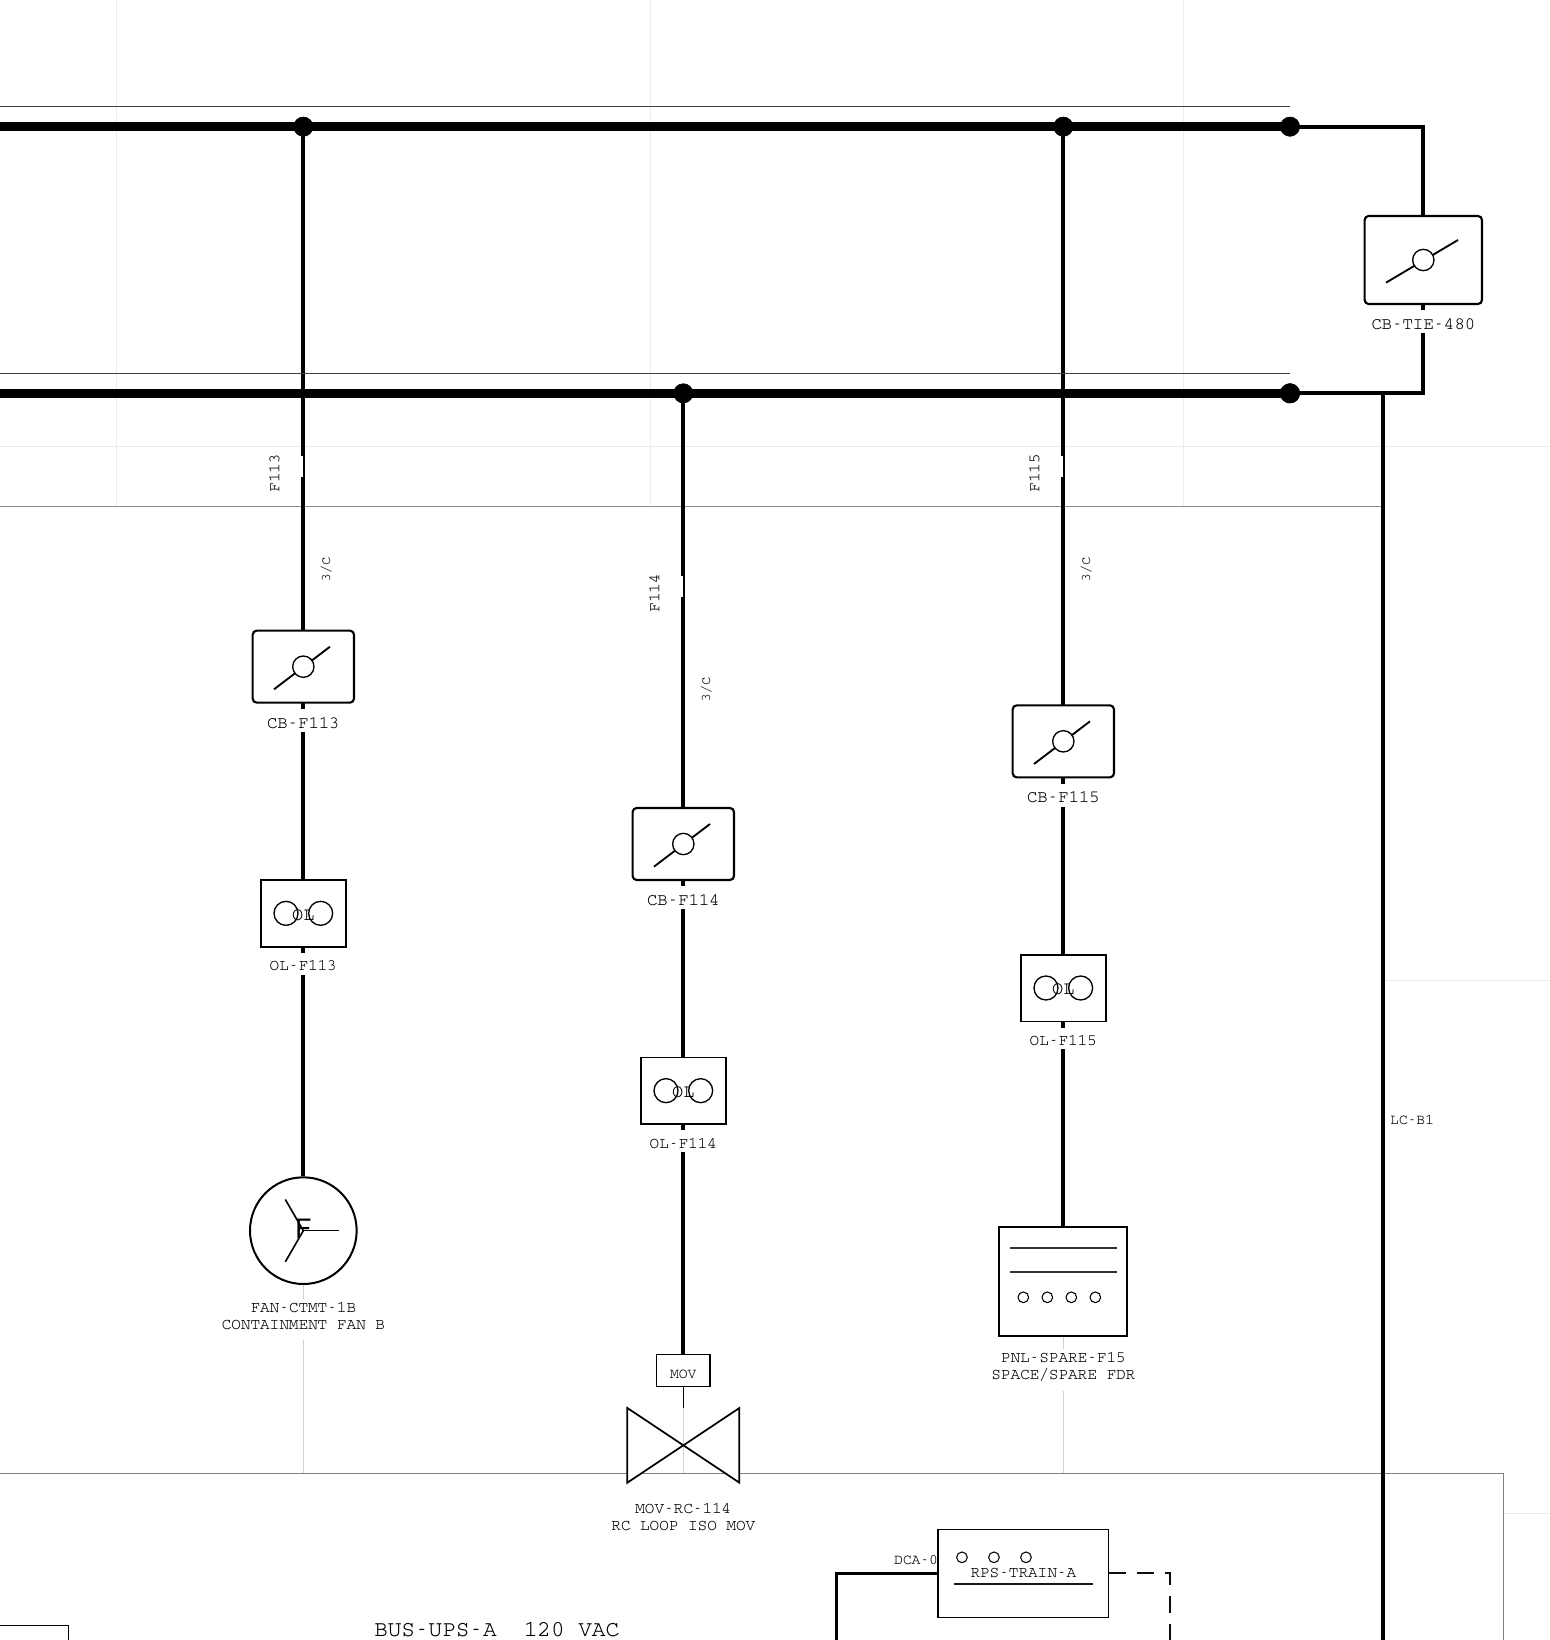 CB-TIE-480
F113
F115
3/C
3/C
F114
3/C
CB-F113
CB-F115
CB-F114
OL
OL-F113
OL
OL-F115
OL
OL-F114
LC-B1
F
FAN-CTMT-1B
CONTAINMENT FAN B
PNL-SPARE-F15
SPACE/SPARE FDR
MOV
MOV-RC-114
RC LOOP ISO MOV
DCA-0
RPS-TRAIN-A
BUS-UPS-A 120 VAC